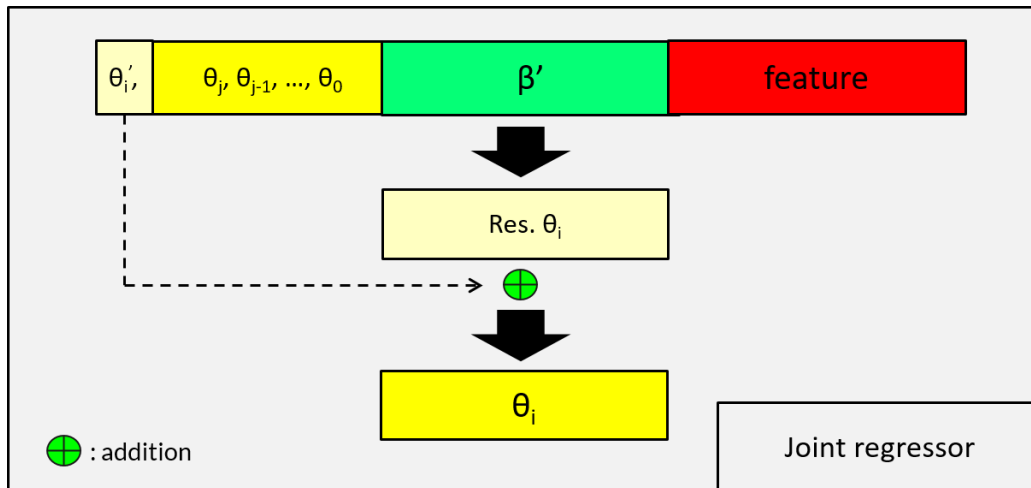 θᵢ′, θⱼ, θⱼ₋₁, ..., θ₀ β′ feature
Res. θᵢ
θᵢ
: addition
Joint regressor